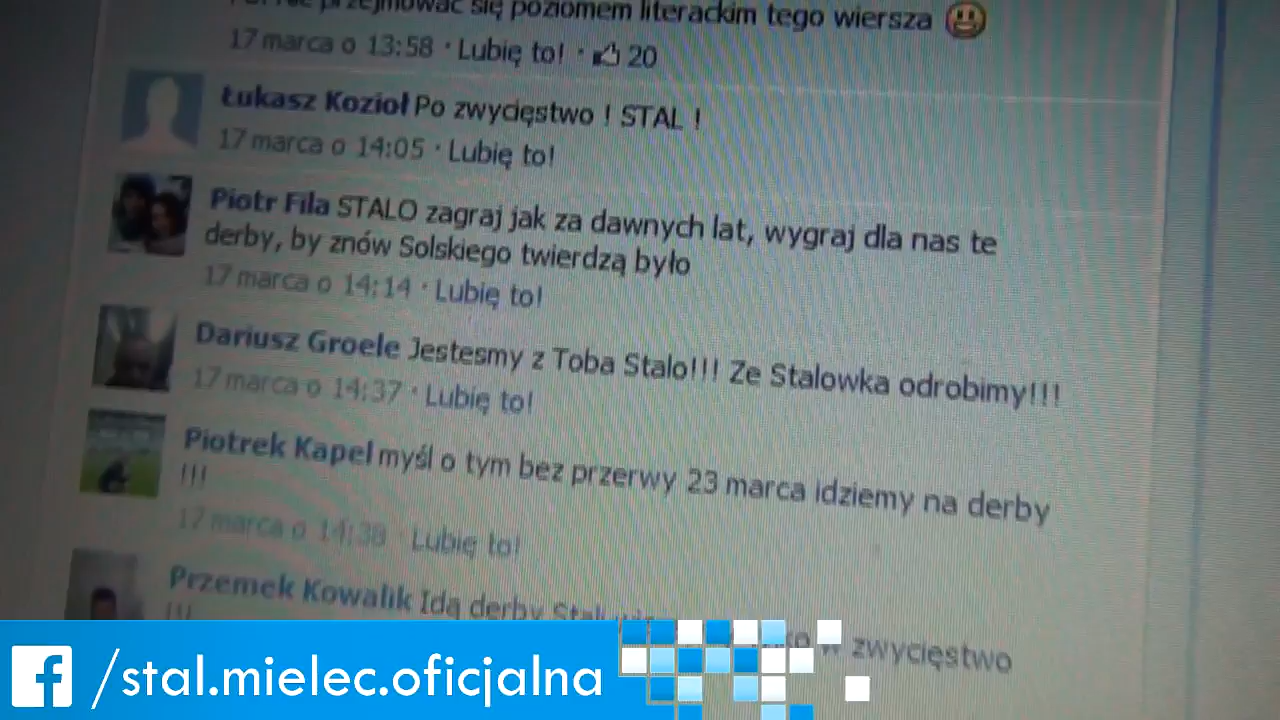 przejmować się poziomem literackim tego wiersza
17 marca o 13:58 · Lubię to! · 20
Łukasz Kozioł Po zwycięstwo ! STAL !
17 marca o 14:05 · Lubię to!
Piotr Fila STALO zagraj jak za dawnych lat, wygraj dla nas te
derby, by znów Solskiego twierdzą było
17 marca o 14:14 · Lubię to!
Dariusz Groele Jestesmy z Toba Stalo!!! Ze Stalowka odrobimy!!!
17 marca o 14:37 · Lubię to!
Piotrek Kapel myśl o tym bez przerwy 23 marca idziemy na derby
!!!
17 marca o 14:38 · Lubię to!
Przemek Kowalik Idą derby zwycięstwo
!!!
/stal.mielec.oficjalna